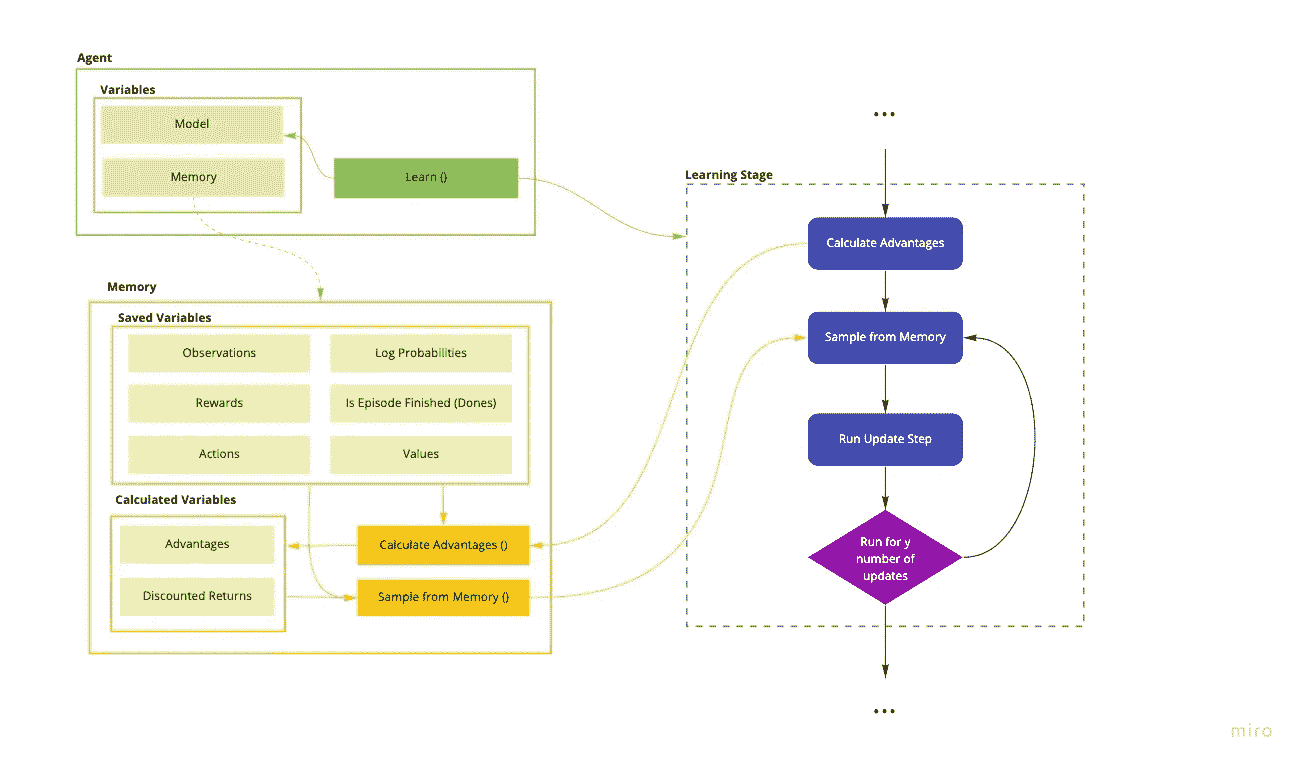 Agent
Variables
Model
Memory
Learn ()
Memory
Saved Variables
Observations
Log Probabilities
Rewards
Is Episode Finished (Dones)
Actions
Values
Calculated Variables
Advantages
Calculate Advantages ()
Discounted Returns
Sample from Memory ()
...
Learning Stage
Calculate Advantages
Sample from Memory
Run Update Step
Run for y
number of
updates
...
miro